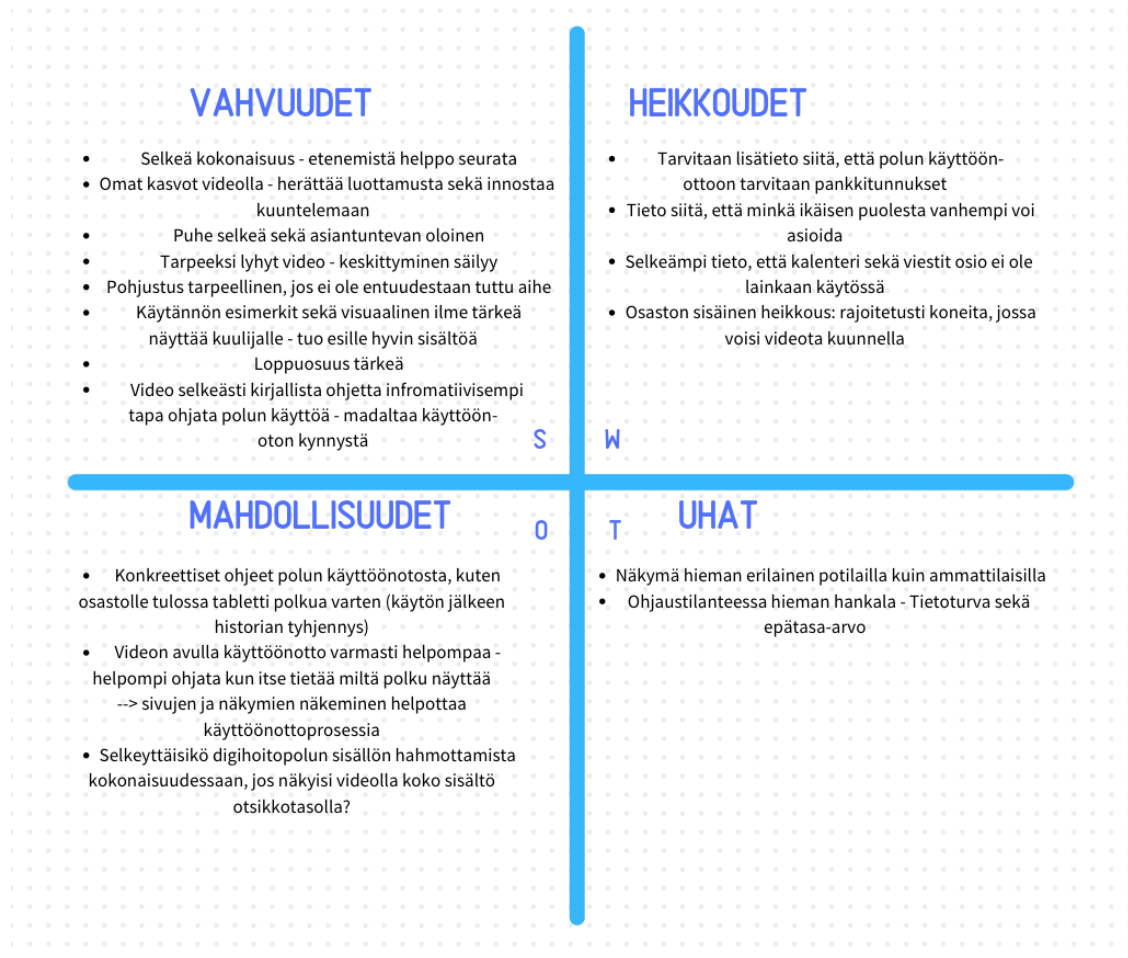 VAHVUUDET
• Selkeä kokonaisuus - etenemistä helppo seurata
• Omat kasvot videolla - herättää luottamusta sekä innostaa
kuuntelemaan
• Puhe selkeä sekä asiantuntevan oloinen
• Tarpeeksi lyhyt video - keskittyminen säilyy
• Pohjustus tarpeellinen, jos ei ole entuudestaan tuttu aihe
• Käytännön esimerkit sekä visuaalinen ilme tärkeä
näyttää kuulijalle - tuo esille hyvin sisältöä
• Loppuosuus tärkeä
• Video selkeästi kirjallista ohjetta infromatiivisempi
tapa ohjata polun käyttöä - madaltaa käyttöön-
oton kynnystä
S
HEIKKOUDET
• Tarvitaan lisätieto siitä, että polun käyttöön-
ottoon tarvitaan pankkitunnukset
• Tieto siitä, että minkä ikäisen puolesta vanhempi voi
asioida
• Selkeämpi tieto, että kalenteri sekä viestit osio ei ole
lainkaan käytössä
• Osaston sisäinen heikkous: rajoitetusti koneita, jossa
voisi videota kuunnella
W
MAHDOLLISUUDET
O
• Konkreettiset ohjeet polun käyttöönotosta, kuten
osastolle tulossa tabletti polkua varten (käytön jälkeen
historian tyhjennys)
• Videon avulla käyttöönotto varmasti helpompaa -
helpompi ohjata kun itse tietää miltä polku näyttää
--> sivujen ja näkymien näkeminen helpottaa
käyttöönottoprosessia
• Selkeyttäisikö digihoitopolun sisällön hahmottamista
kokonaisuudessaan, jos näkyisi videolla koko sisältö
otsikkotasolla?
T
UHAT
• Näkymä hieman erilainen potilailla kuin ammattilaisilla
• Ohjaustilanteessa hieman hankala - Tietoturva sekä
epätasa-arvo